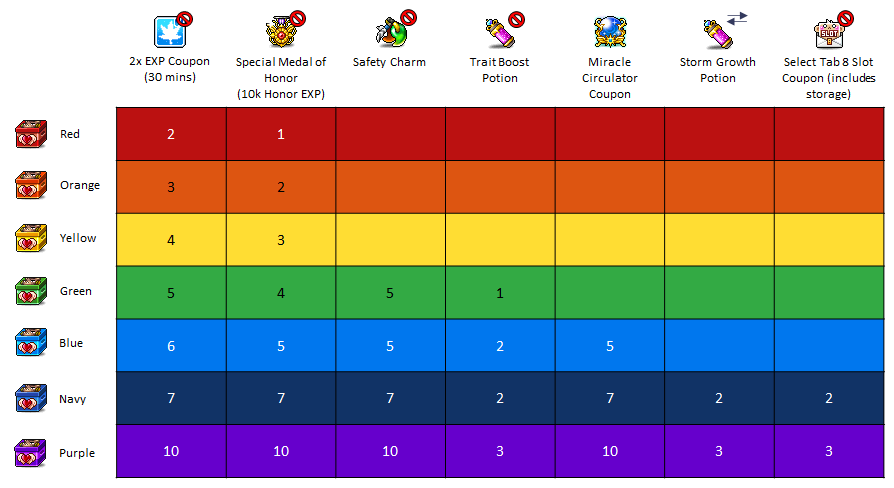 2x EXP Coupon
(30 mins)
Special Medal of
Honor
(10k Honor EXP)
Safety Charm
Trait Boost
Potion
Miracle
Circulator
Coupon
Storm Growth
Potion
SLOT
Select Tab 8 Slot
Coupon (includes
storage)
Red 2 1
Orange 3 2
Yellow 4 3
Green 5 4 5 1
Blue 6 5 5 2 5
Navy 7 7 7 2 7 2 2
Purple 10 10 10 3 10 3 3